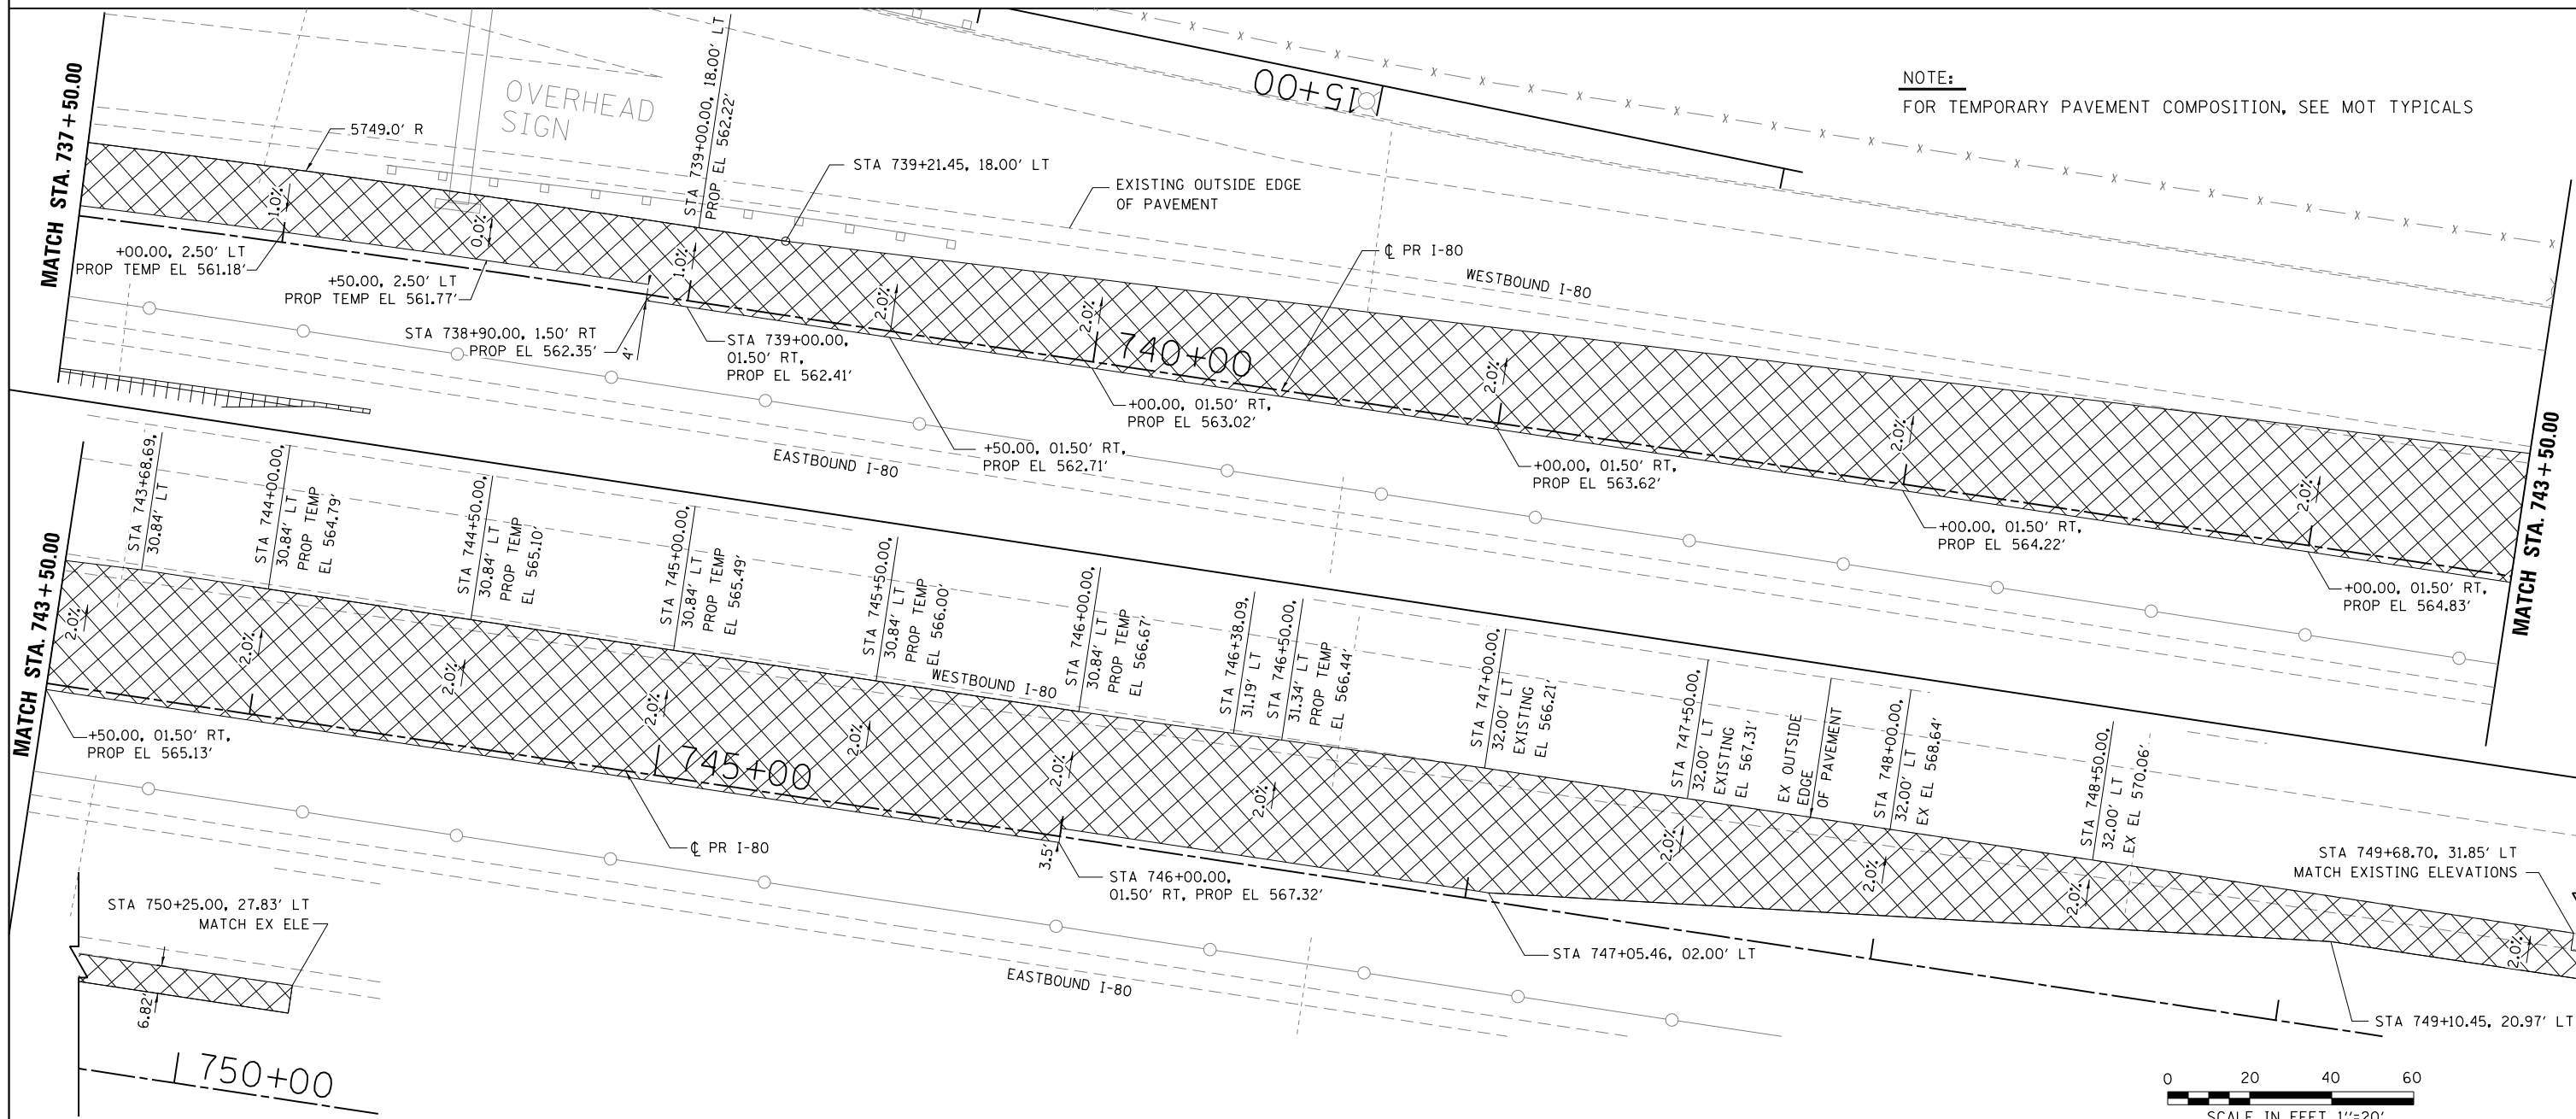 MATCH STA. 737+50.00
5749.0' R
OVERHEAD
SIGN
STA 739+00.00, 18.00' LT
PROP EL 562.22'
STA 739+21.45, 18.00' LT
15+00
EXISTING OUTSIDE EDGE
OF PAVEMENT
NOTE:
FOR TEMPORARY PAVEMENT COMPOSITION, SEE MOT TYPICALS
℄ PR I-80
WESTBOUND I-80
1.0%
0.0%
1.0%
2.0%
2.0%
2.0%
2.0%
2.0%
+00.00, 2.50' LT
PROP TEMP EL 561.18'
+50.00, 2.50' LT
PROP TEMP EL 561.77'
STA 738+90.00, 1.50' RT
PROP EL 562.35'
4'
STA 739+00.00,
01.50' RT,
PROP EL 562.41'
740+00
+00.00, 01.50' RT,
PROP EL 563.02'
+50.00, 01.50' RT,
PROP EL 562.71'
EASTBOUND I-80
+00.00, 01.50' RT,
PROP EL 563.62'
+00.00, 01.50' RT,
PROP EL 564.22'
+00.00, 01.50' RT,
PROP EL 564.83'
MATCH STA. 743+50.00
MATCH STA. 743+50.00
STA 743+68.69,
30.84' LT
STA 744+00.00,
30.84' LT
PROP TEMP
EL 564.79'
STA 744+50.00,
30.84' LT
PROP TEMP
EL 565.10'
STA 745+00.00,
30.84' LT
PROP TEMP
EL 565.49'
STA 745+50.00,
30.84' LT
PROP TEMP
EL 566.00'
STA 746+00.00,
30.84' LT
PROP TEMP
EL 566.67'
STA 746+38.09,
31.19' LT
STA 746+50.00,
31.34' LT
PROP TEMP
EL 566.44'
STA 747+00.00,
32.00' LT
EXISTING
EL 566.21'
STA 747+50.00,
32.00' LT
EXISTING
EL 567.31'
EX OUTSIDE
EDGE
OF PAVEMENT
STA 748+00.00,
32.00' LT
EX EL 568.64'
STA 748+50.00,
32.00' LT
EX EL 570.06'
STA 749+68.70, 31.85' LT
MATCH EXISTING ELEVATIONS
WESTBOUND I-80
2.0%
2.0%
2.0%
2.0%
2.0%
2.0%
2.0%
2.0%
2.0%
2.0%
2.0%
+50.00, 01.50' RT,
PROP EL 565.13'
745+00
℄ PR I-80
3.5'
STA 746+00.00,
01.50' RT, PROP EL 567.32'
STA 747+05.46, 02.00' LT
STA 749+10.45, 20.97' LT
EASTBOUND I-80
STA 750+25.00, 27.83' LT
MATCH EX ELE
6.82'
750+00
0 20 40 60
SCALE IN FEET 1"=20'